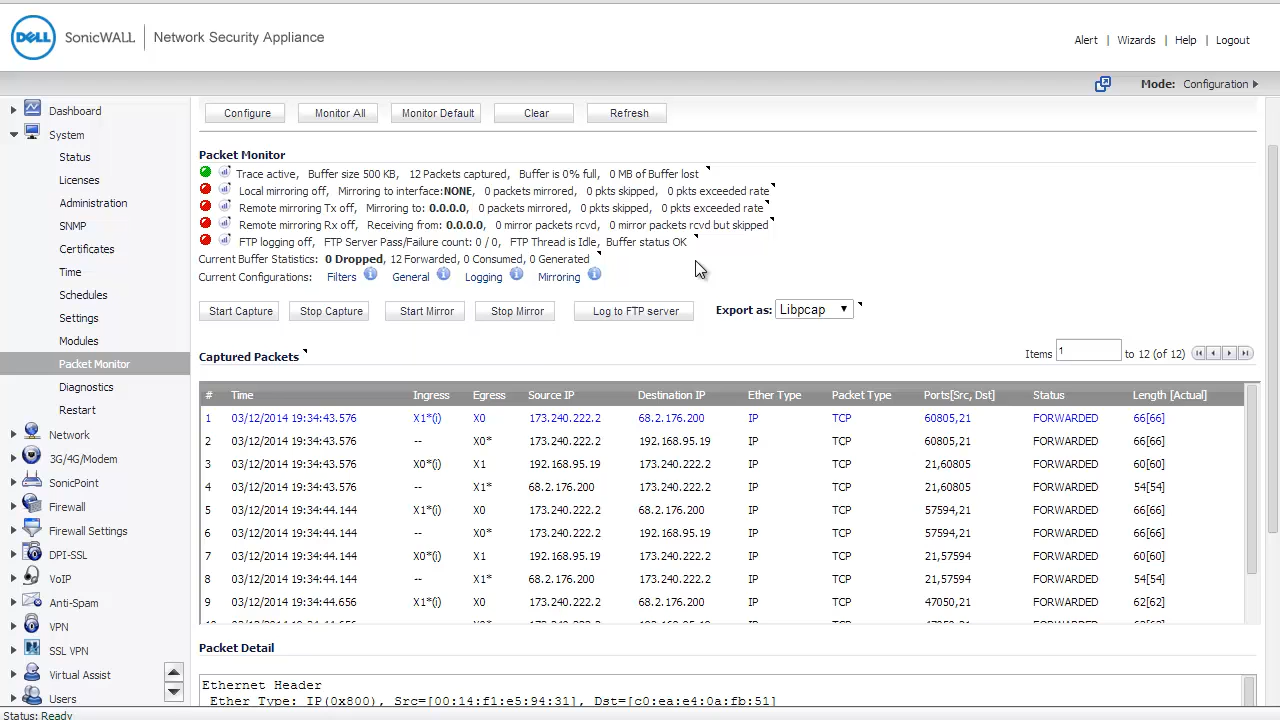 DELL SonicWALL | Network Security Appliance
Alert | Wizards | Help | Logout
Mode: Configuration
Dashboard
System
Status
Licenses
Administration
SNMP
Certificates
Time
Schedules
Settings
Modules
Packet Monitor
Diagnostics
Restart
Network
3G/4G/Modem
SonicPoint
Firewall
Firewall Settings
DPI-SSL
VoIP
Anti-Spam
VPN
SSL VPN
Virtual Assist
Users
Configure Monitor All Monitor Default Clear Refresh
Packet Monitor
Trace active, Buffer size 500 KB, 12 Packets captured, Buffer is 0% full, 0 MB of Buffer lost
Local mirroring off, Mirroring to interface:NONE, 0 packets mirrored, 0 pkts skipped, 0 pkts exceeded rate
Remote mirroring Tx off, Mirroring to: 0.0.0.0, 0 packets mirrored, 0 pkts skipped, 0 pkts exceeded rate
Remote mirroring Rx off, Receiving from: 0.0.0.0, 0 mirror packets rcvd, 0 mirror packets rcvd but skipped
FTP logging off, FTP Server Pass/Failure count: 0 / 0, FTP Thread is Idle, Buffer status OK
Current Buffer Statistics: 0 Dropped, 12 Forwarded, 0 Consumed, 0 Generated
Current Configurations: Filters General Logging Mirroring
Start Capture Stop Capture Start Mirror Stop Mirror Log to FTP server Export as: Libpcap
Captured Packets Items 1 to 12 (of 12)
# Time Ingress Egress Source IP Destination IP Ether Type Packet Type Ports[Src, Dst] Status Length [Actual]
1 03/12/2014 19:34:43.576 X1*(i) X0 173.240.222.2 68.2.176.200 IP TCP 60805,21 FORWARDED 66[66]
2 03/12/2014 19:34:43.576 -- X0* 173.240.222.2 192.168.95.19 IP TCP 60805,21 FORWARDED 66[66]
3 03/12/2014 19:34:43.576 X0*(i) X1 192.168.95.19 173.240.222.2 IP TCP 21,60805 FORWARDED 60[60]
4 03/12/2014 19:34:43.576 -- X1* 68.2.176.200 173.240.222.2 IP TCP 21,60805 FORWARDED 54[54]
5 03/12/2014 19:34:44.144 X1*(i) X0 173.240.222.2 68.2.176.200 IP TCP 57594,21 FORWARDED 66[66]
6 03/12/2014 19:34:44.144 -- X0* 173.240.222.2 192.168.95.19 IP TCP 57594,21 FORWARDED 66[66]
7 03/12/2014 19:34:44.144 X0*(i) X1 192.168.95.19 173.240.222.2 IP TCP 21,57594 FORWARDED 60[60]
8 03/12/2014 19:34:44.144 -- X1* 68.2.176.200 173.240.222.2 IP TCP 21,57594 FORWARDED 54[54]
9 03/12/2014 19:34:44.656 X1*(i) X0 173.240.222.2 68.2.176.200 IP TCP 47050,21 FORWARDED 62[62]
Packet Detail
Ethernet Header
Ether Type: IP(0x800), Src=[00:14:f1:e5:94:31], Dst=[c0:ea:e4:0a:fb:51]
Status: Ready